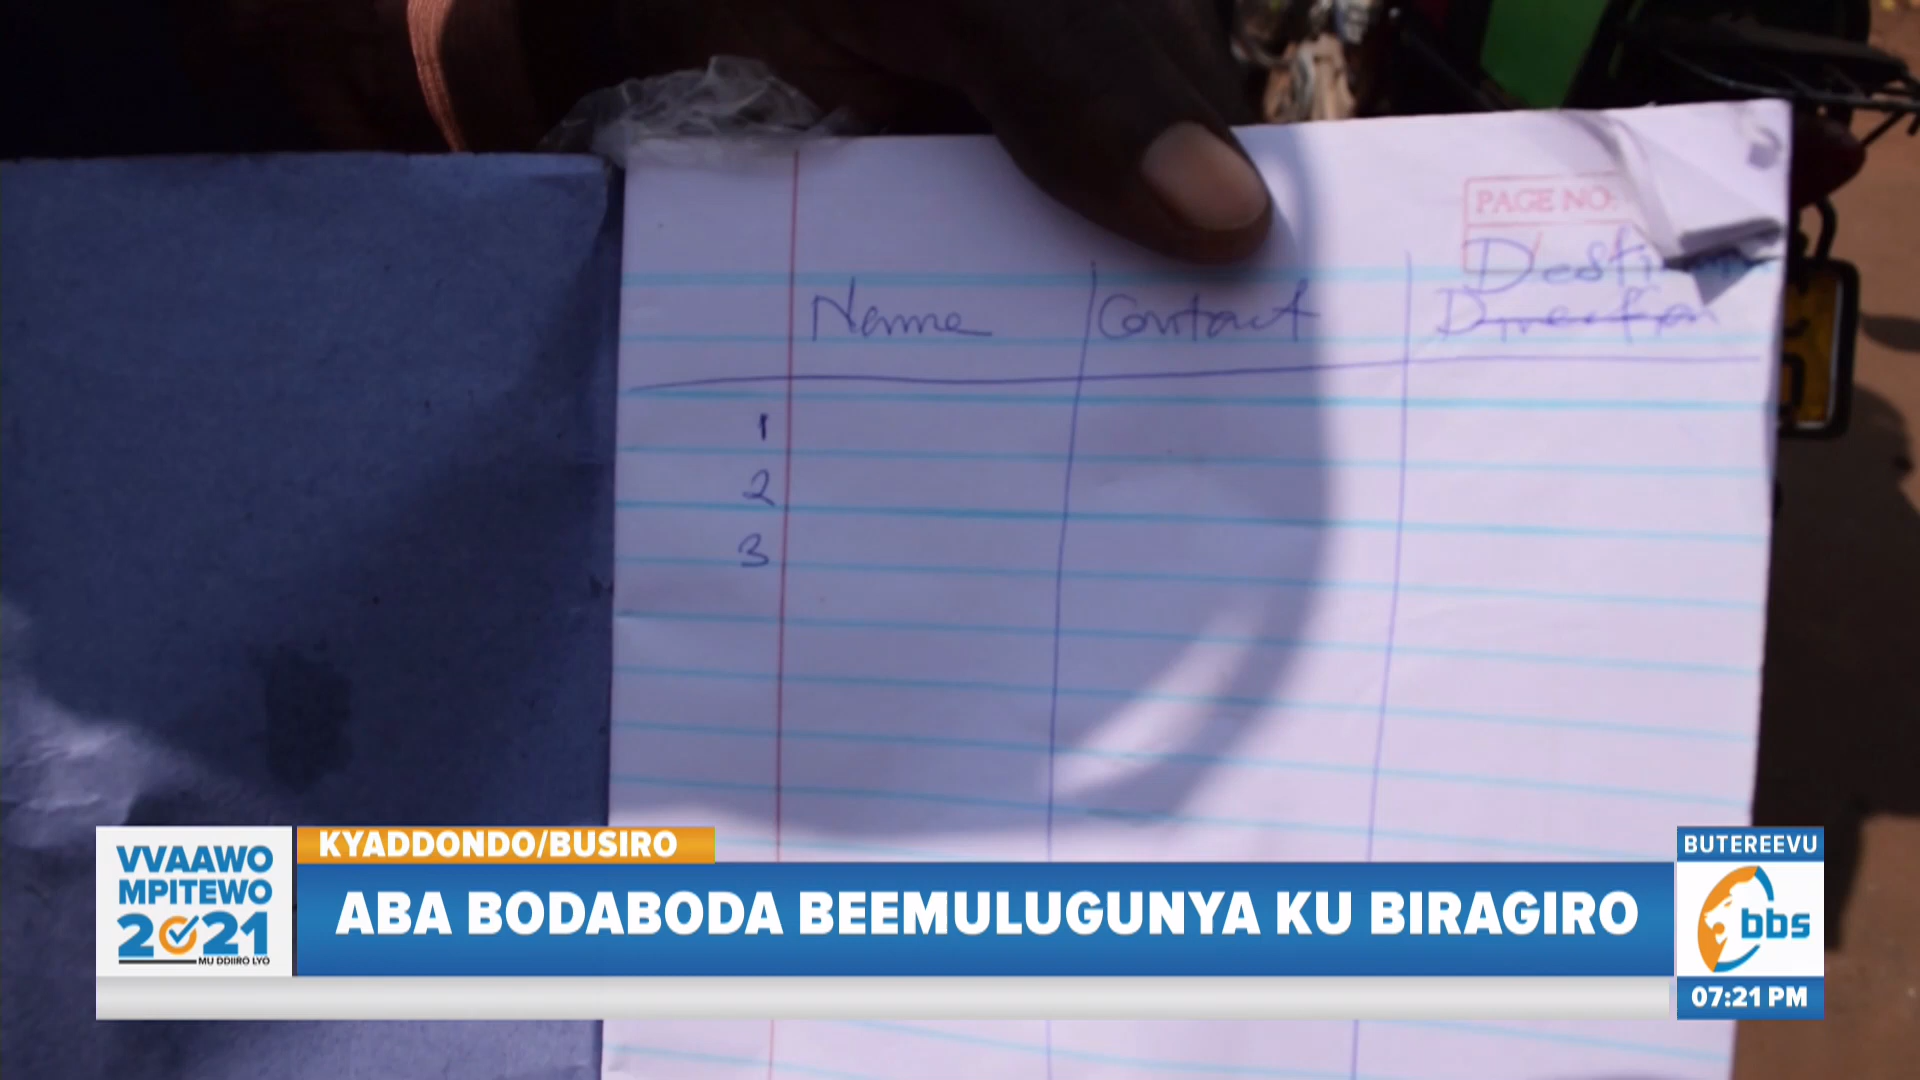 PAGE NO:
Name Contact Direction
1
2
3
KYADDONDO/BUSIRO
ABA BODABODA BEEMULUGUNYA KU BIRAGIRO
VVAAWO
MPITEWO
2021
MU DDIIRO LYO
BUTEREEVU
bbs
07:21 PM